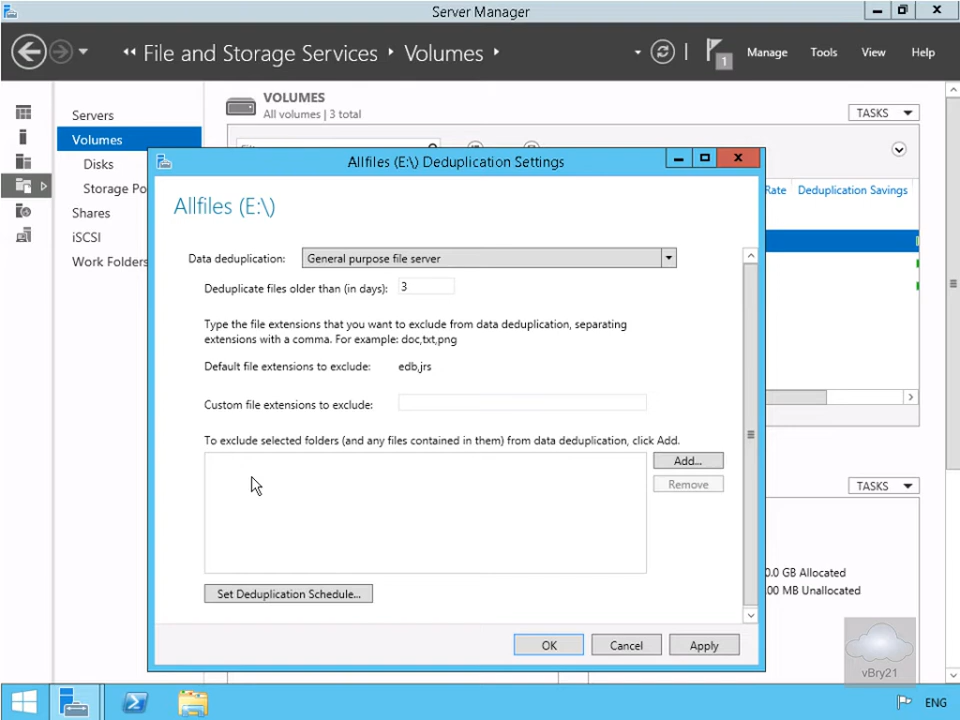 Server Manager
File and Storage Services
Volumes
1
Manage
Tools
View
Help
Servers
Volumes
Disks
Storage Po
Shares
iSCSI
Work Folders
VOLUMES
All volumes | 3 total
TASKS
Rate
Deduplication Savings
Allfiles (E:\) Deduplication Settings
Allfiles (E:\)
Data deduplication:
General purpose file server
Deduplicate files older than (in days):
3
Type the file extensions that you want to exclude from data deduplication, separating
extensions with a comma. For example: doc,txt,png
Default file extensions to exclude:
edb,jrs
Custom file extensions to exclude:
To exclude selected folders (and any files contained in them) from data deduplication, click Add.
Add...
Remove
Set Deduplication Schedule...
OK
Cancel
Apply
TASKS
0.0 GB Allocated
.00 MB Unallocated
vBry21
ENG